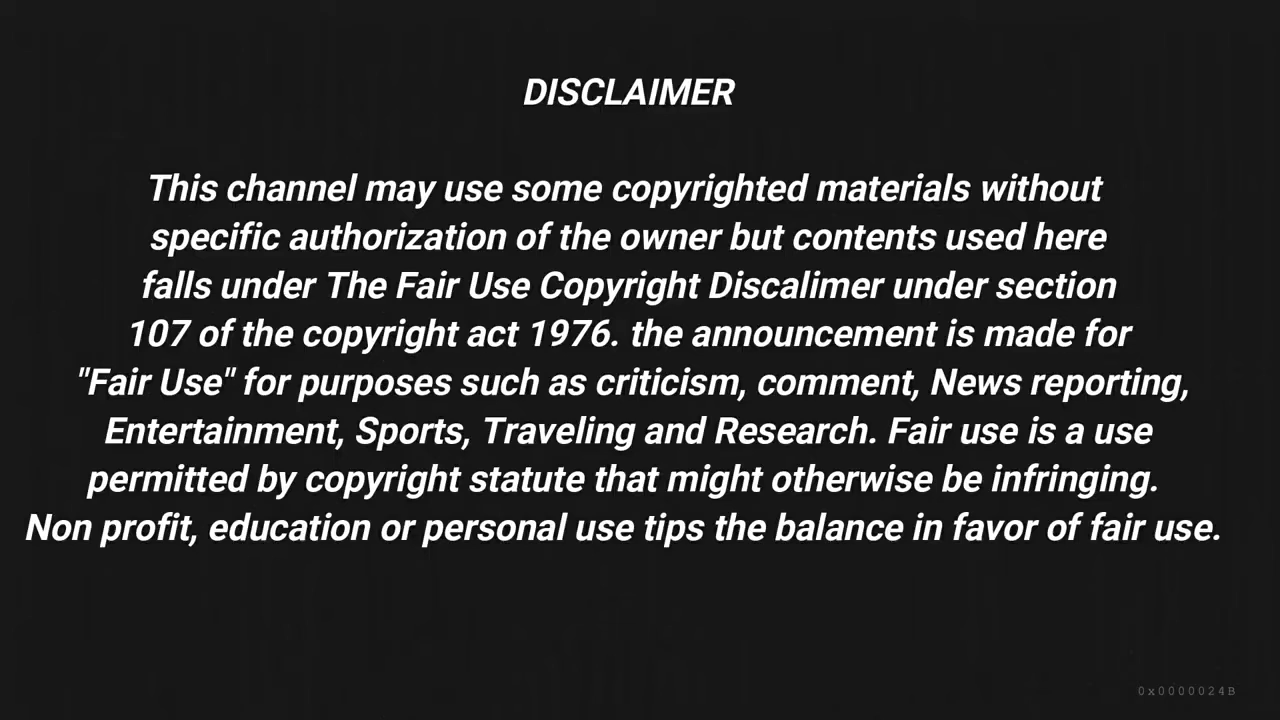 DISCLAIMER
This channel may use some copyrighted materials without
specific authorization of the owner but contents used here
falls under The Fair Use Copyright Discalimer under section
107 of the copyright act 1976. the announcement is made for
"Fair Use" for purposes such as criticism, comment, News reporting,
Entertainment, Sports, Traveling and Research. Fair use is a use
permitted by copyright statute that might otherwise be infringing.
Non profit, education or personal use tips the balance in favor of fair use.
0x0000024B